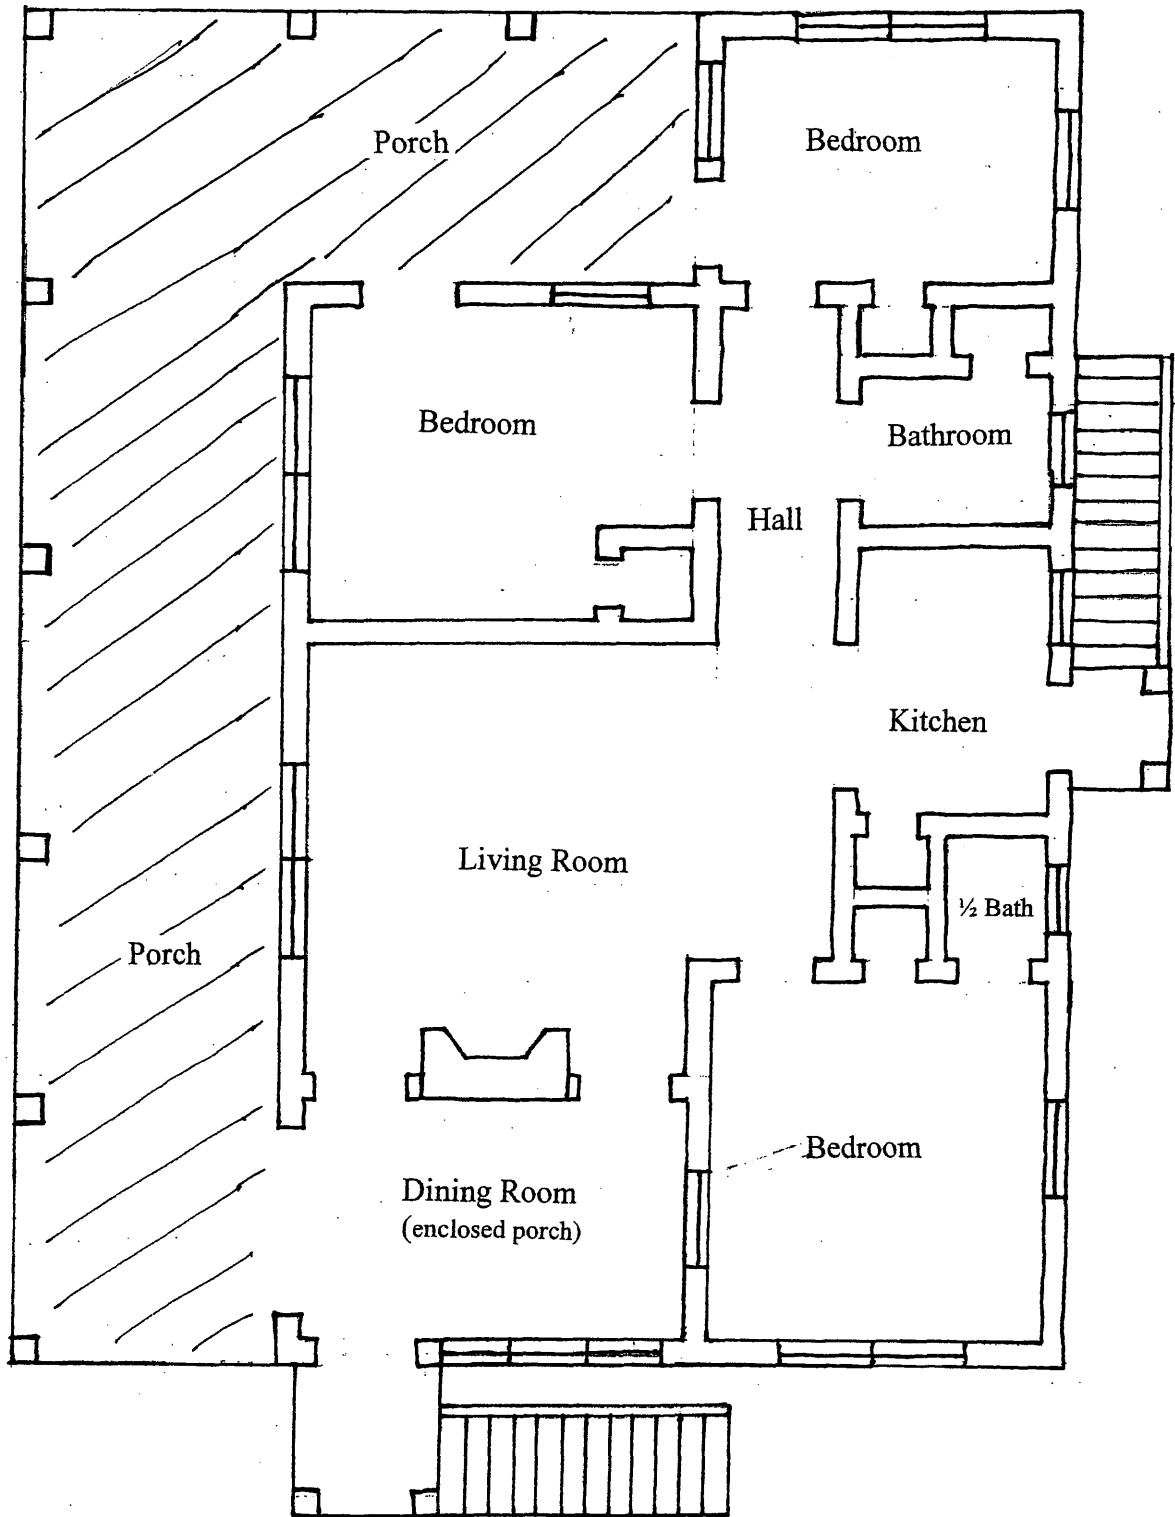 Porch
Bedroom
Bedroom
Bathroom
Hall
Kitchen
Living Room
½ Bath
Porch
Bedroom
Dining Room
(enclosed porch)